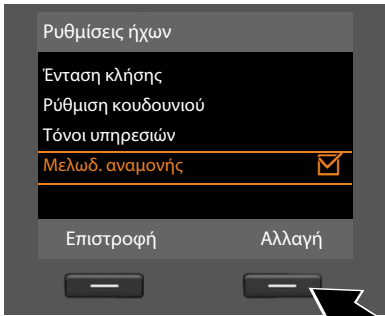 Ρυθμίσεις ήχων
Ένταση κλήσης
Ρύθμιση κουδουνιού
Τόνοι υπηρεσιών
Μελωδ. αναμονής
Επιστροφή Αλλαγή